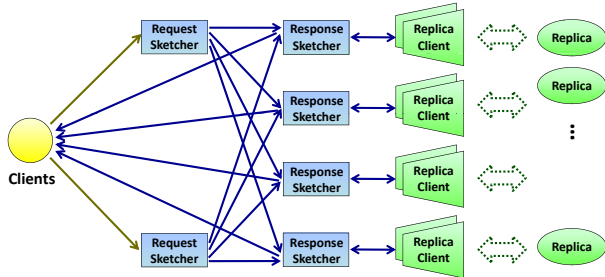 Request
Sketcher
Response
Sketcher
Replica
Client
Replica
Response
Sketcher
Replica
Client
Replica
Clients
Response
Sketcher
Replica
Client
Request
Sketcher
Response
Sketcher
Replica
Client
Replica